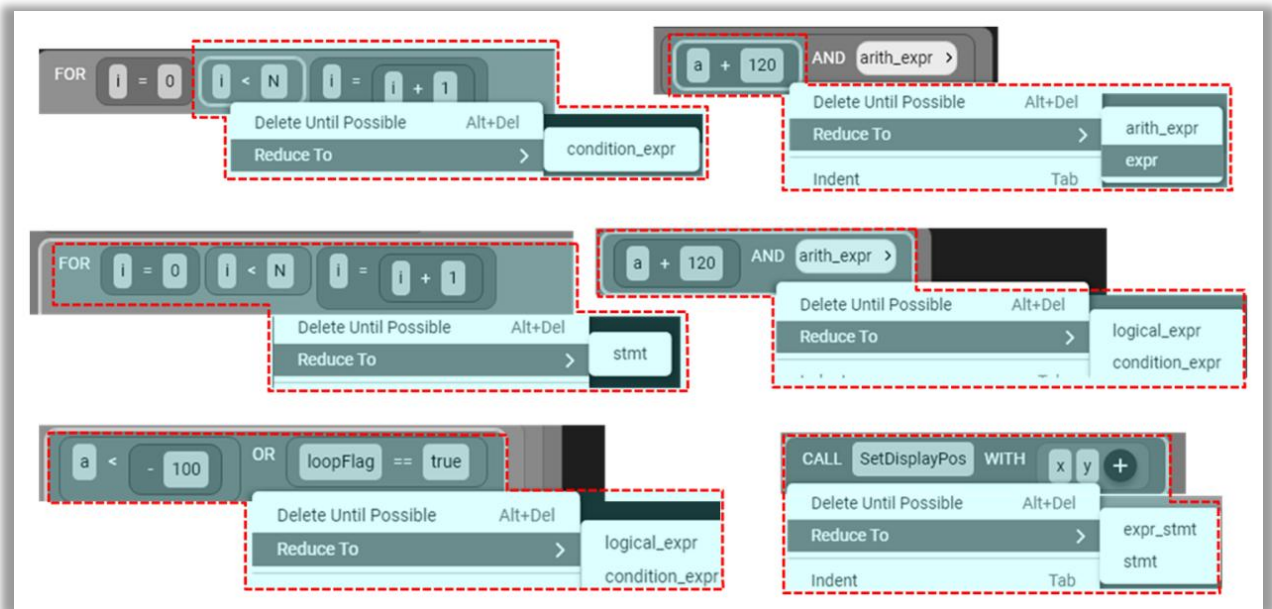 FOR i = 0 i < N i = i + 1
Delete Until Possible Alt+Del
Reduce To >
condition_expr
a + 120 AND arith_expr >
Delete Until Possible Alt+Del
Reduce To >
arith_expr
expr
Indent Tab
FOR i = 0 i < N i = i + 1
Delete Until Possible Alt+Del
Reduce To >
stmt
a + 120 AND arith_expr >
Delete Until Possible Alt+Del
Reduce To >
logical_expr
condition_expr
a < - 100 OR loopFlag == true
Delete Until Possible Alt+Del
Reduce To >
logical_expr
condition_expr
CALL SetDisplayPos WITH x y +
Delete Until Possible Alt+Del
Reduce To >
expr_stmt
stmt
Indent Tab